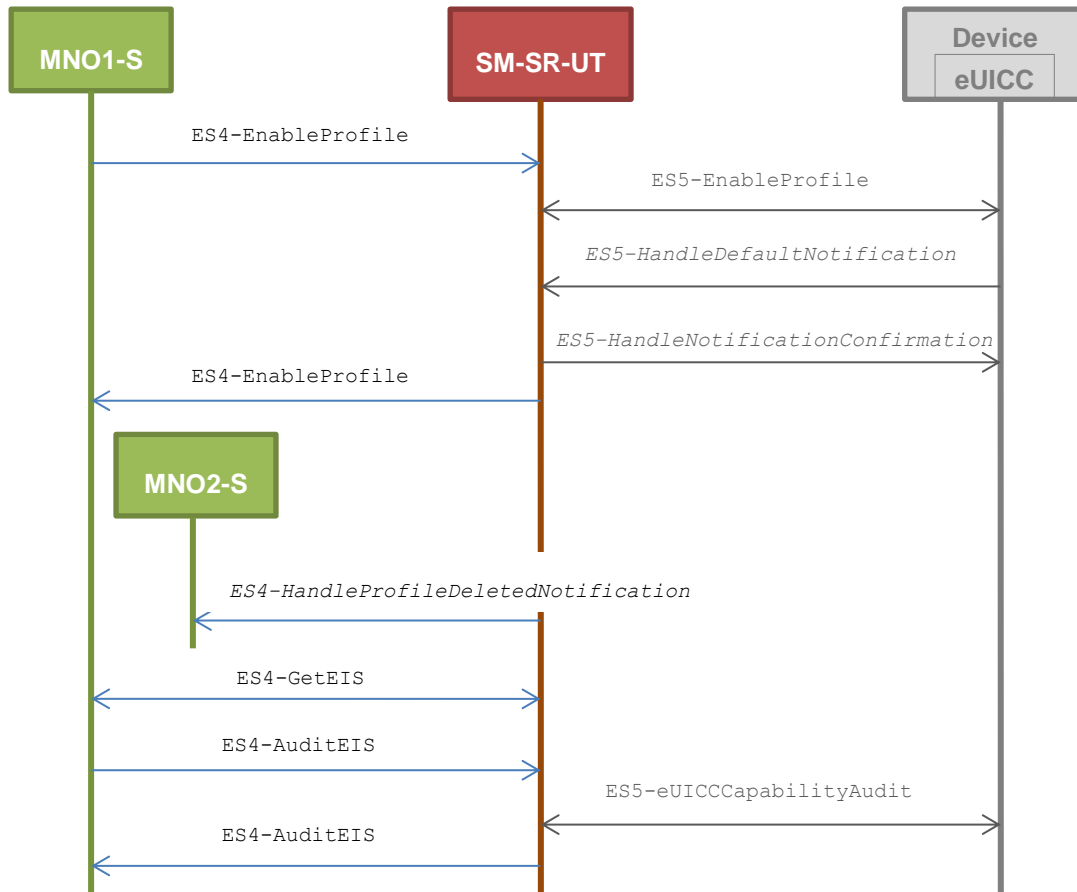 MNO1-S
SM-SR-UT
Device
eUICC
ES4-EnableProfile
ES5-EnableProfile
ES5-HandleDefaultNotification
ES5-HandleNotificationConfirmation
ES4-EnableProfile
MNO2-S
ES4-HandleProfileDeletedNotification
ES4-GetEIS
ES4-AuditEIS
ES5-eUICCCapabilityAudit
ES4-AuditEIS